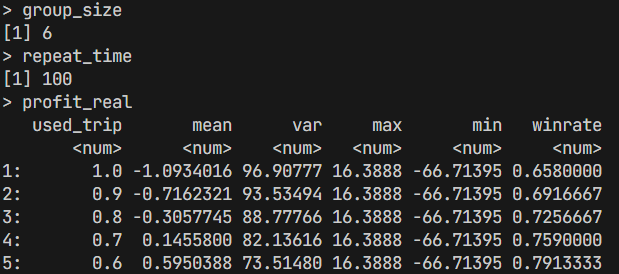 > group_size
[1] 6
> repeat_time
[1] 100
> profit_real
used_trip mean var max min winrate
<num> <num> <num> <num> <num> <num>
1: 1.0 -1.0934016 96.90777 16.3888 -66.71395 0.6580000
2: 0.9 -0.7162321 93.53494 16.3888 -66.71395 0.6916667
3: 0.8 -0.3057745 88.77766 16.3888 -66.71395 0.7256667
4: 0.7 0.1455800 82.13616 16.3888 -66.71395 0.7590000
5: 0.6 0.5950388 73.51480 16.3888 -66.71395 0.7913333